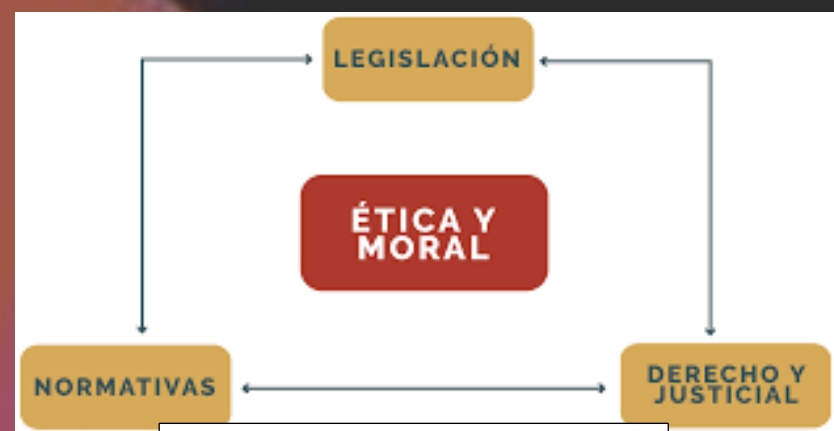 LEGISLACIÓN
ÉTICA Y
MORAL
NORMATIVAS
DERECHO Y
JUSTICIAL